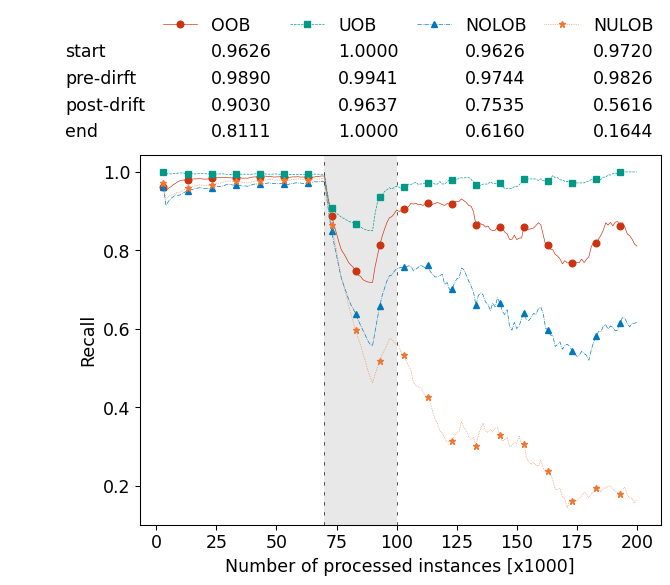 OOB UOB NOLOB NULOB
start 0.9626 1.0000 0.9626 0.9720
pre-dirft 0.9890 0.9941 0.9744 0.9826
post-drift 0.9030 0.9637 0.7535 0.5616
end 0.8111 1.0000 0.6160 0.1644
1.0
0.8
0.6
0.4
0.2
Recall
0 25 50 75 100 125 150 175 200
Number of processed instances [x1000]